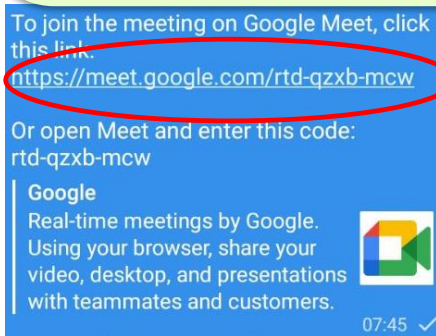 To join the meeting on Google Meet, click
this link:
https://meet.google.com/rtd-qzxb-mcw
Or open Meet and enter this code:
rtd-qzxb-mcw
Google
Real-time meetings by Google.
Using your browser, share your
video, desktop, and presentations
with teammates and customers.
07:45